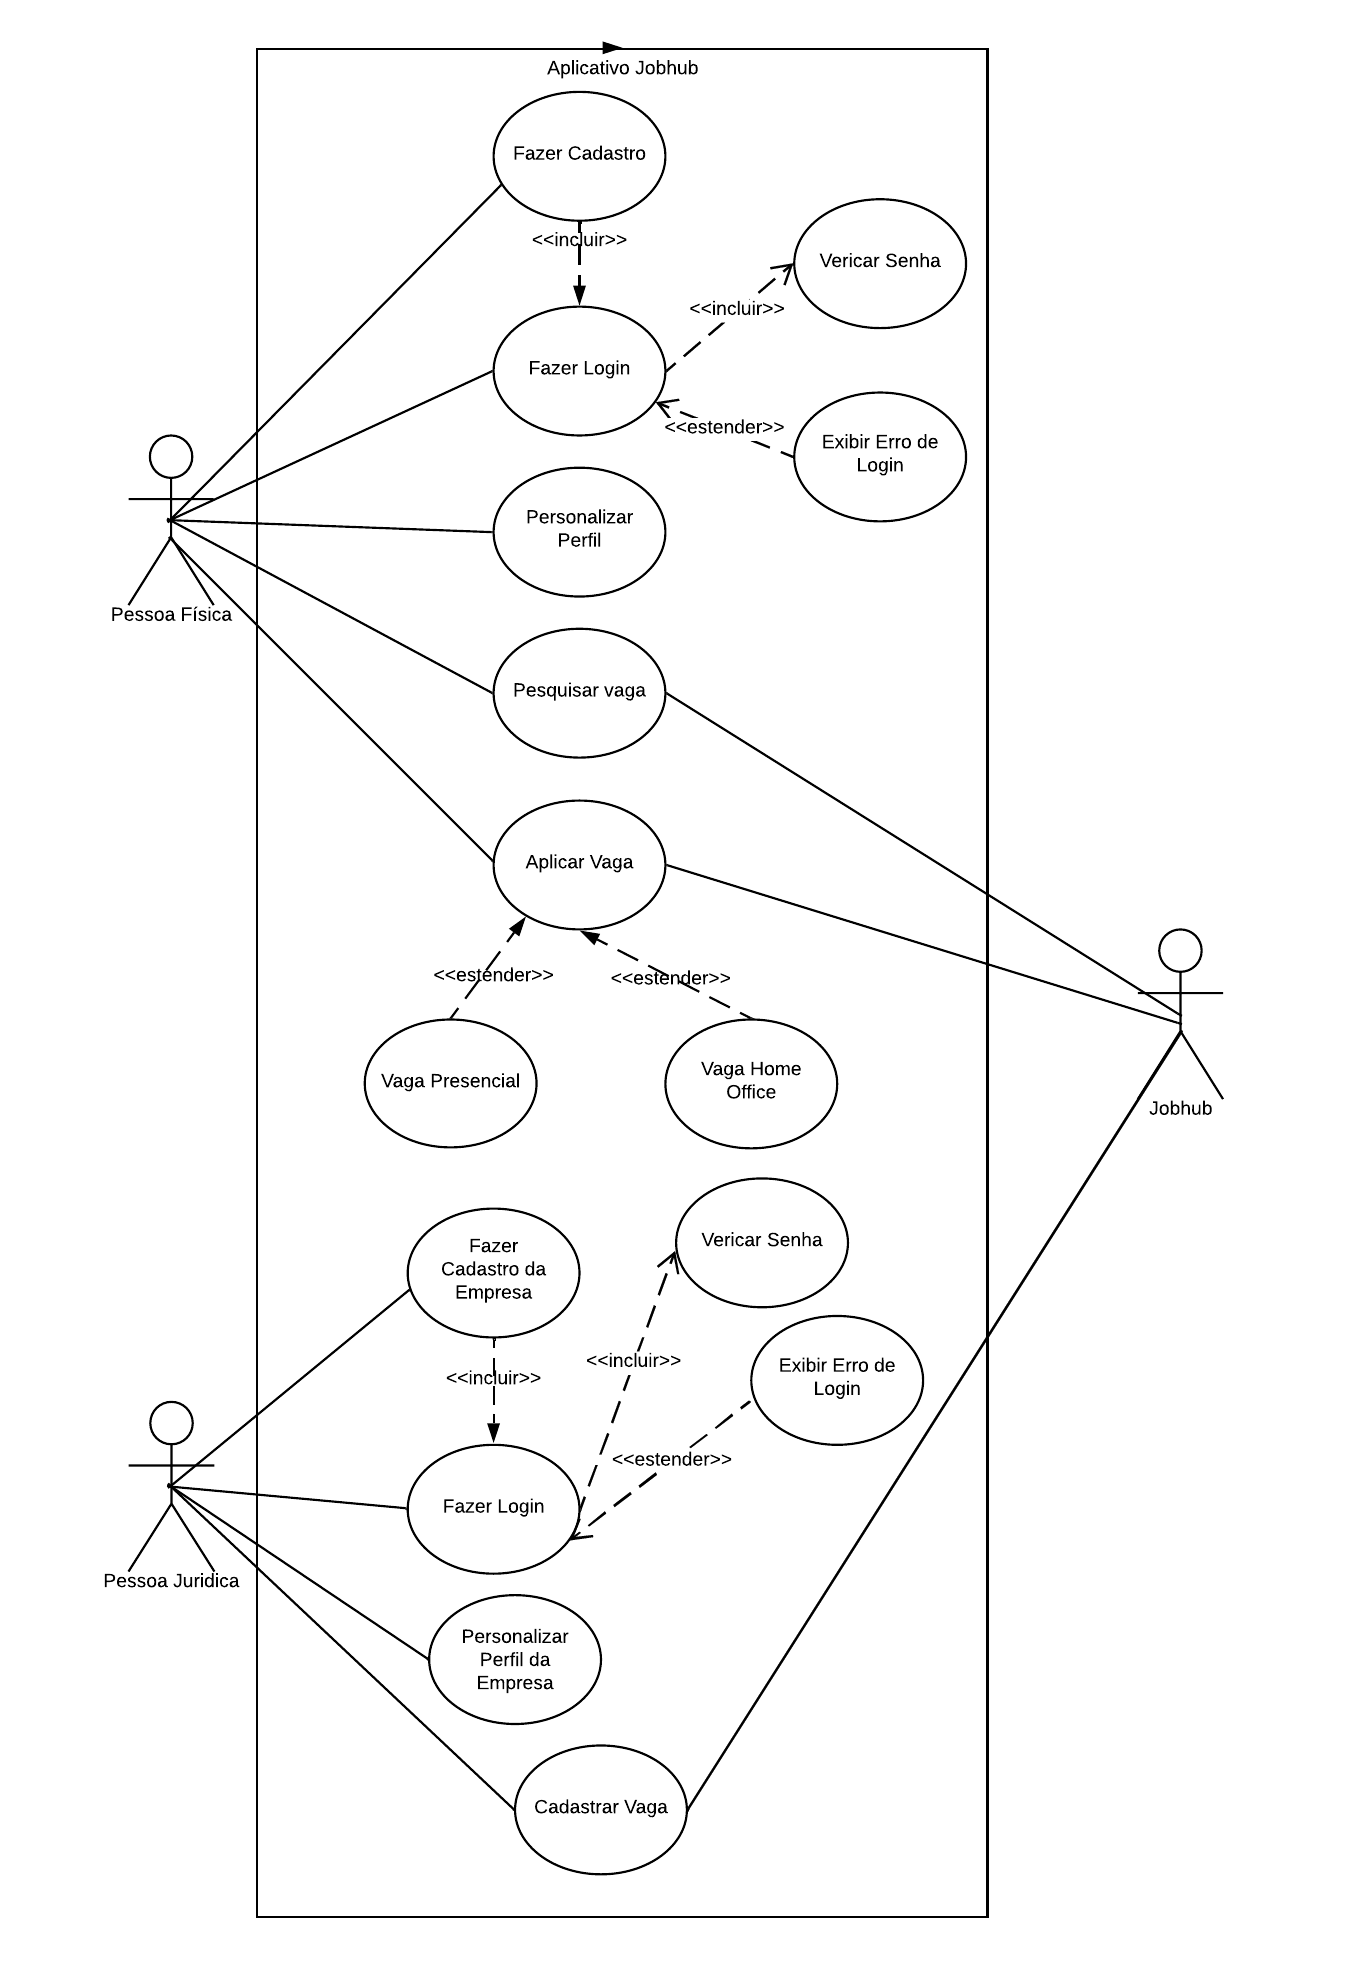 Aplicativo Jobhub
Fazer Cadastro
<<incluir>>
Vericar Senha
<<incluir>>
Fazer Login
<<estender>>
Exibir Erro de
Login
Personalizar
Perfil
Pessoa Física
Pesquisar vaga
Aplicar Vaga
<<estender>>
<<estender>>
Vaga Presencial
Vaga Home
Office
Jobhub
Vericar Senha
Fazer
Cadastro da
Empresa
<<incluir>>
<<incluir>>
Exibir Erro de
Login
<<estender>>
Fazer Login
Pessoa Juridica
Personalizar
Perfil da
Empresa
Cadastrar Vaga